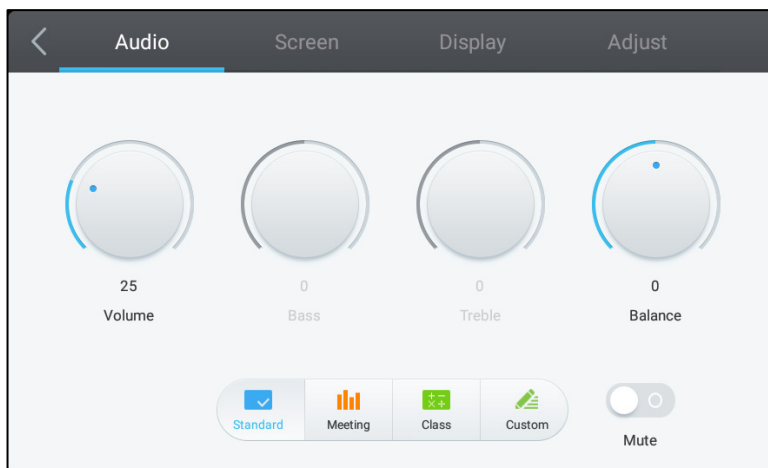 Audio Screen Display Adjust
25 0 0 0
Volume Bass Treble Balance
Standard Meeting Class Custom
Mute